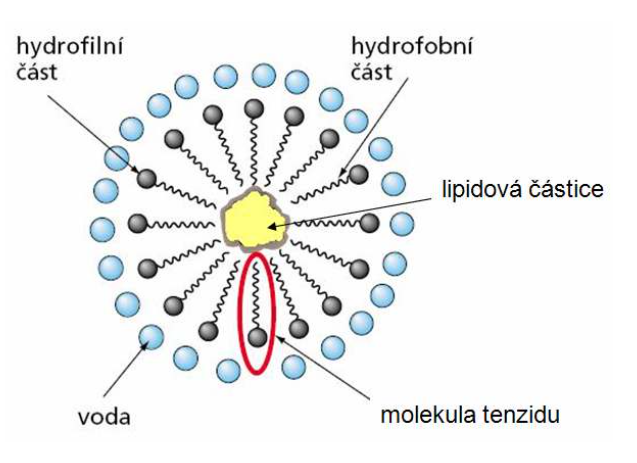 hydrofilní
část
hydrofobní
část
lipidová částice
voda
molekula tenzidu